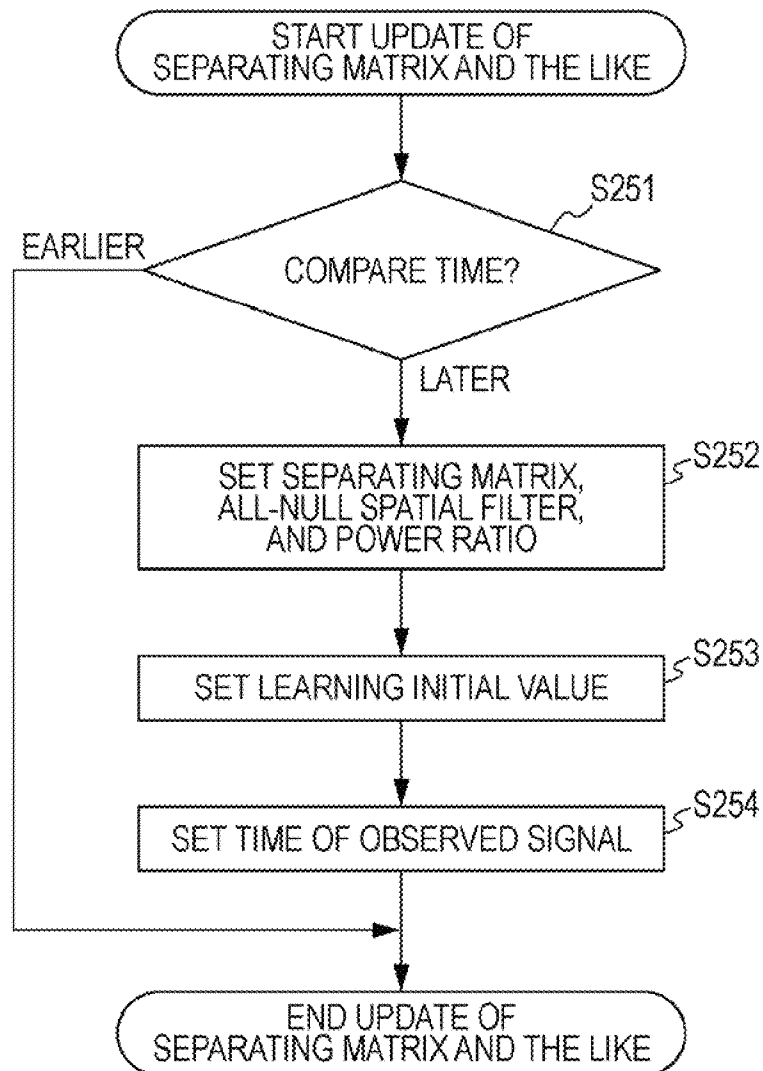 START UPDATE OF
SEPARATING MATRIX AND THE LIKE
S251
EARLIER
COMPARE TIME?
LATER
S252
SET SEPARATING MATRIX,
ALL-NULL SPATIAL FILTER,
AND POWER RATIO
S253
SET LEARNING INITIAL VALUE
S254
SET TIME OF OBSERVED SIGNAL
END UPDATE OF
SEPARATING MATRIX AND THE LIKE